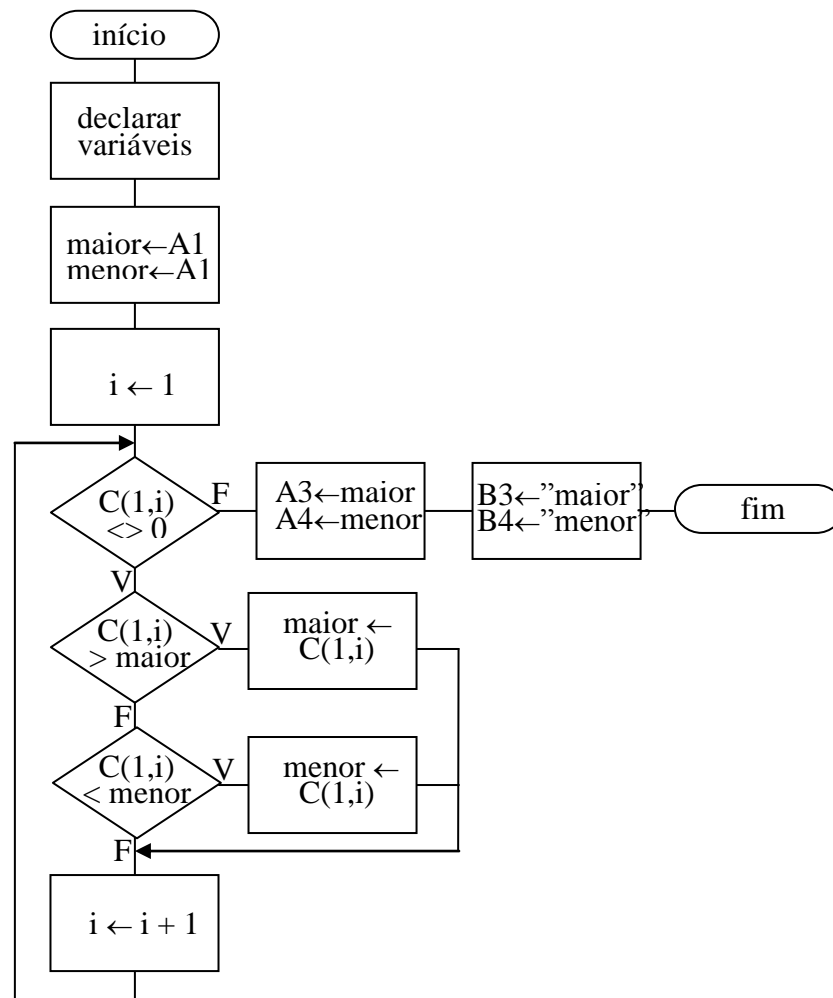 início
declarar
variáveis
maior←A1
menor←A1
i ← 1
C(1,i)
<> 0
F
A3←maior
A4←menor
B3←”maior”
B4←”menor”
fim
V
C(1,i)
> maior
V
maior ←
C(1,i)
F
C(1,i)
< menor
V
menor ←
C(1,i)
F
i ← i + 1